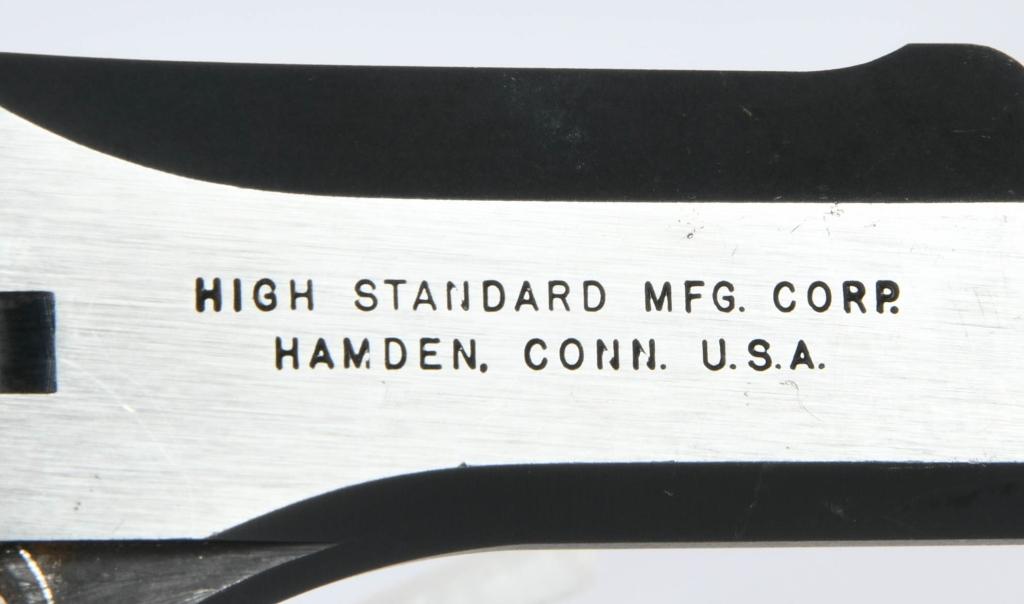 HIGH STANDARD MFG. CORP.
HAMDEN, CONN. U.S.A.